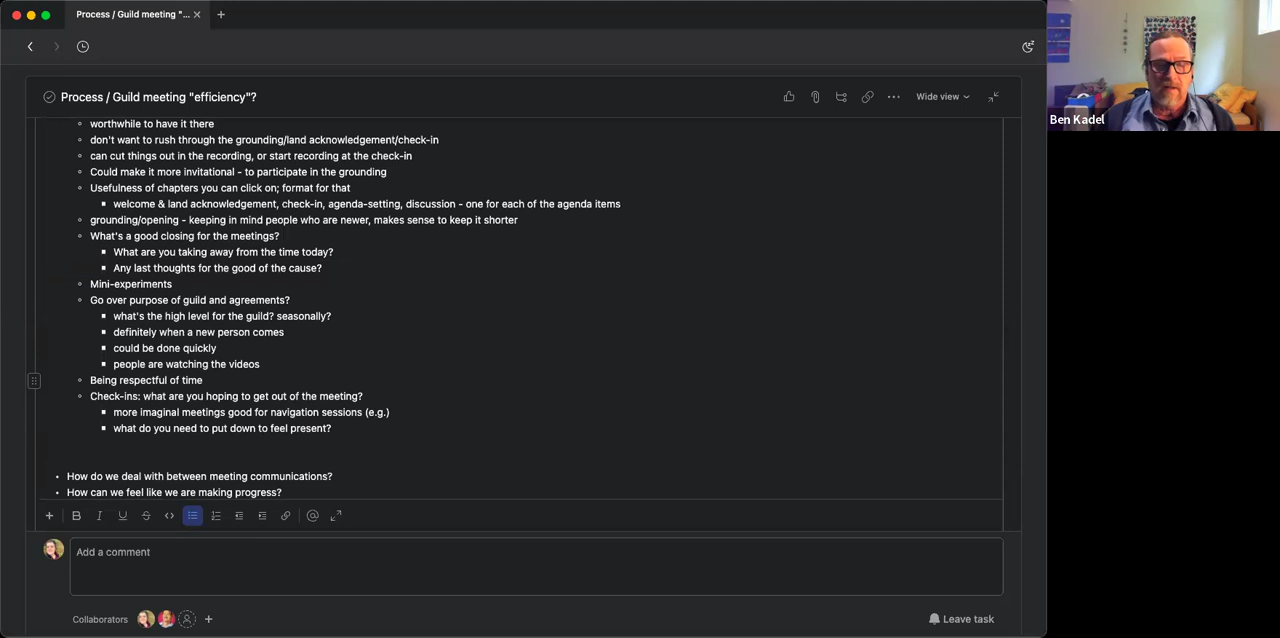 Process / Guild meeting "...
Process / Guild meeting "efficiency"?
Wide view
worthwhile to have it there
don't want to rush through the grounding/land acknowledgement/check-in
can cut things out in the recording, or start recording at the check-in
Could make it more invitational - to participate in the grounding
Usefulness of chapters you can click on; format for that
welcome & land acknowledgement, check-in, agenda-setting, discussion - one for each of the agenda items
grounding/opening - keeping in mind people who are newer, makes sense to keep it shorter
What's a good closing for the meetings?
What are you taking away from the time today?
Any last thoughts for the good of the cause?
Mini-experiments
Go over purpose of guild and agreements?
what's the high level for the guild? seasonally?
definitely when a new person comes
could be done quickly
people are watching the videos
Being respectful of time
Check-ins: what are you hoping to get out of the meeting?
more imaginal meetings good for navigation sessions (e.g.)
what do you need to put down to feel present?
How do we deal with between meeting communications?
How can we feel like we are making progress?
B I U S
Add a comment
Collaborators
Leave task
Ben Kadel